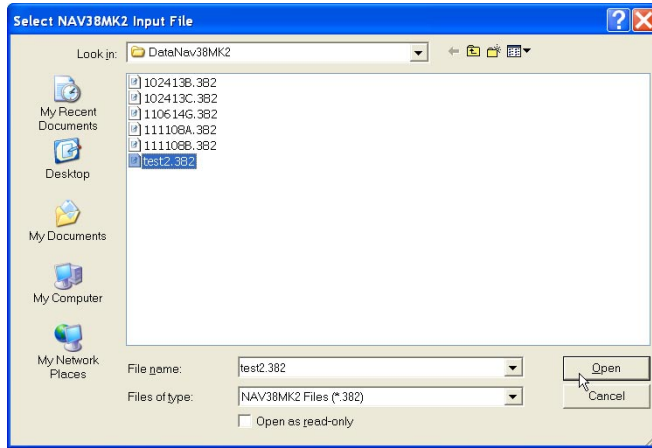 Select NAV38MK2 Input File
Look in:
DataNav38MK2
My Recent
Documents
Desktop
My Documents
My Computer
My Network
Places
102413B.382
102413C.382
110614G.382
111108A.382
111108B.382
test2.382
File name:
test2.382
Open
Files of type:
NAV38MK2 Files (*.382)
Cancel
Open as read-only